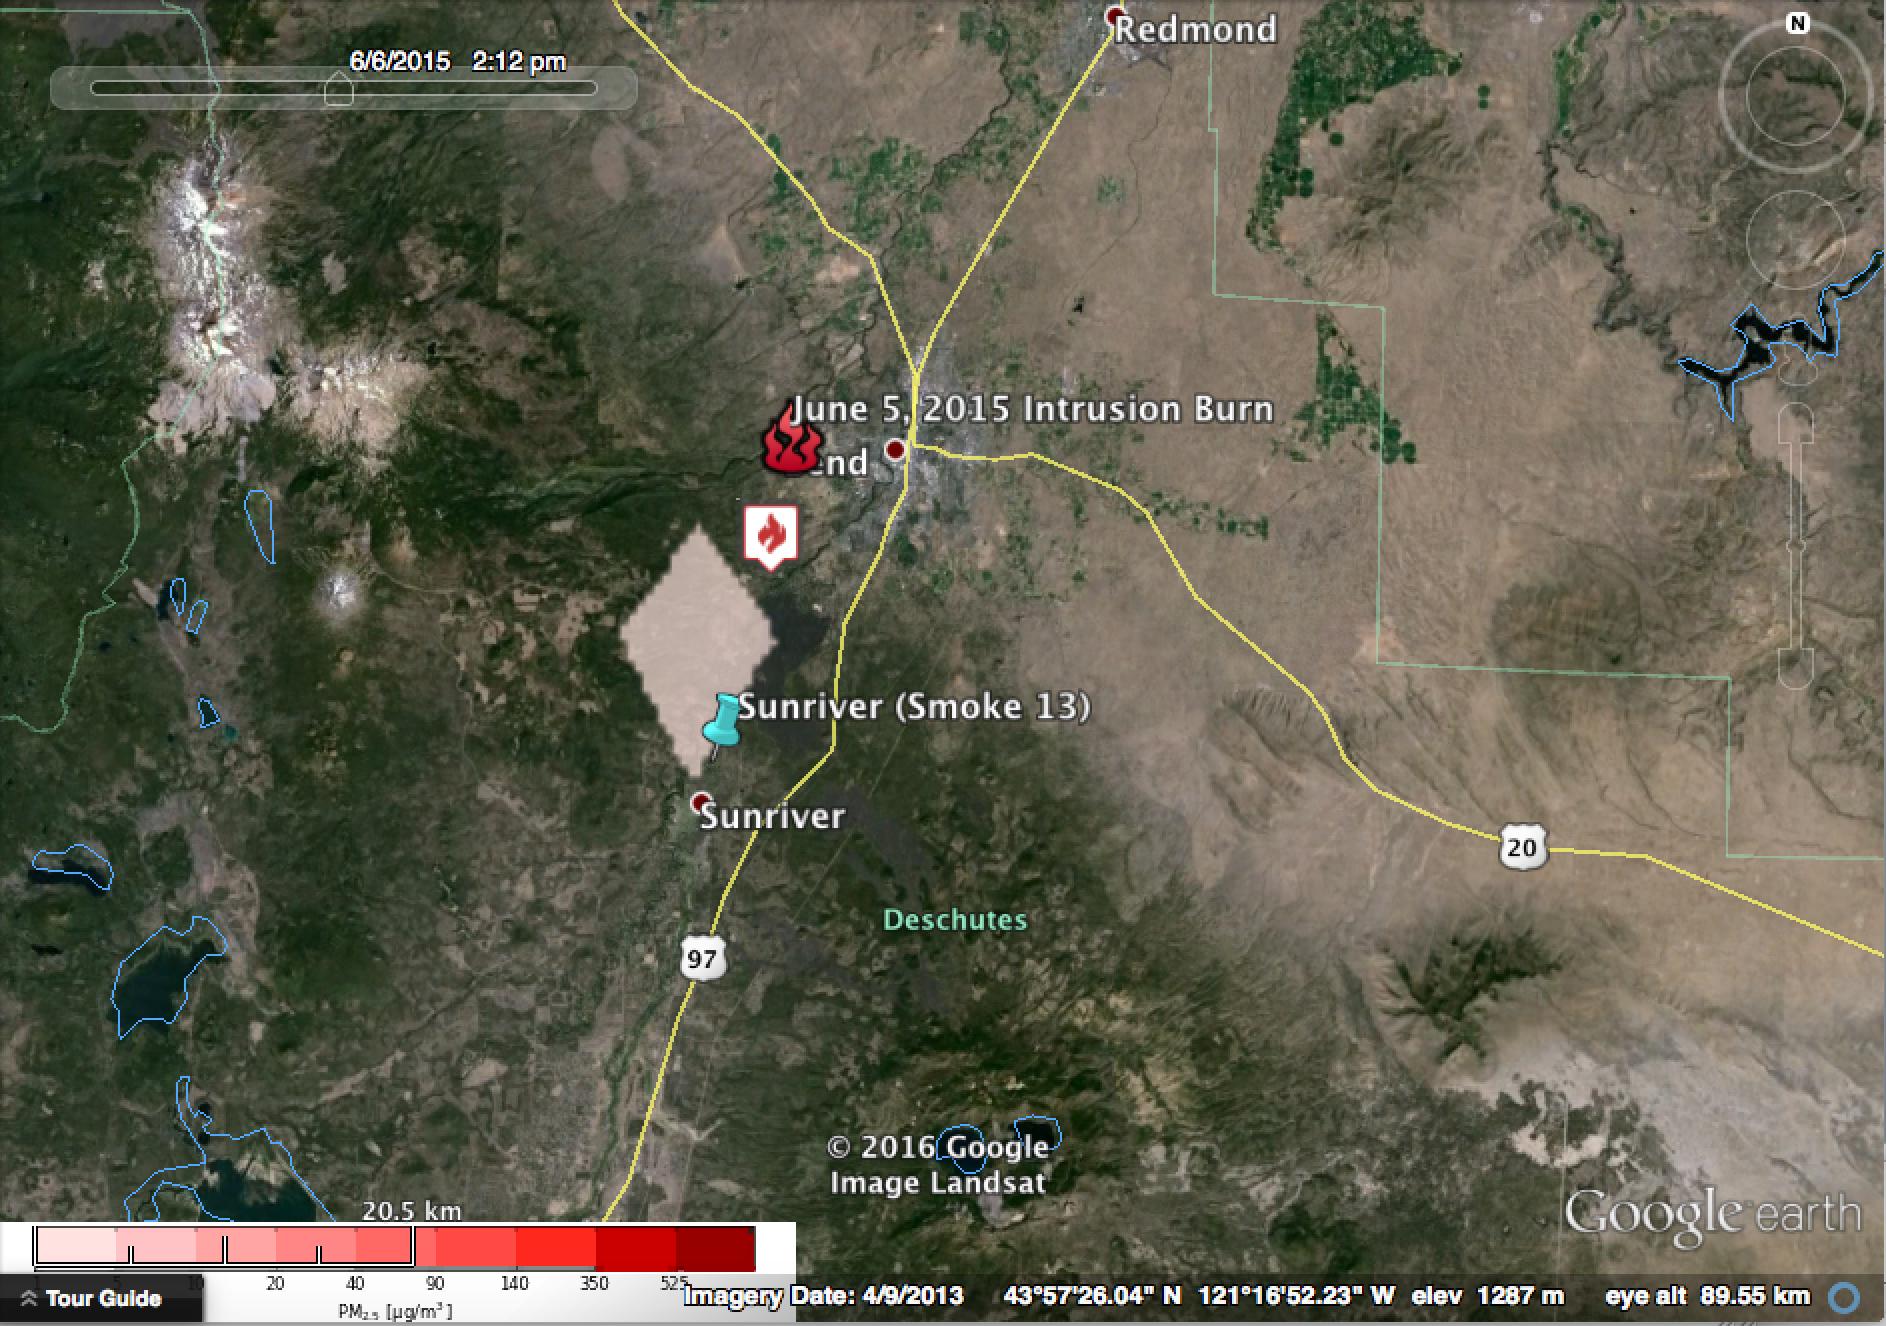 Redmond
N
6/6/2015 2:12 pm
June 5, 2015 Intrusion Burn
end
Sunriver (Smoke 13)
Sunriver
20
Deschutes
97
© 2016 Google
Image Landsat
20.5 km
Google earth
1 5 10 20 40 90 140 350 525
PM2.5 [µg/m³]
Tour Guide
Imagery Date: 4/9/2013 43°57'26.04" N 121°16'52.23" W elev 1287 m eye alt 89.55 km